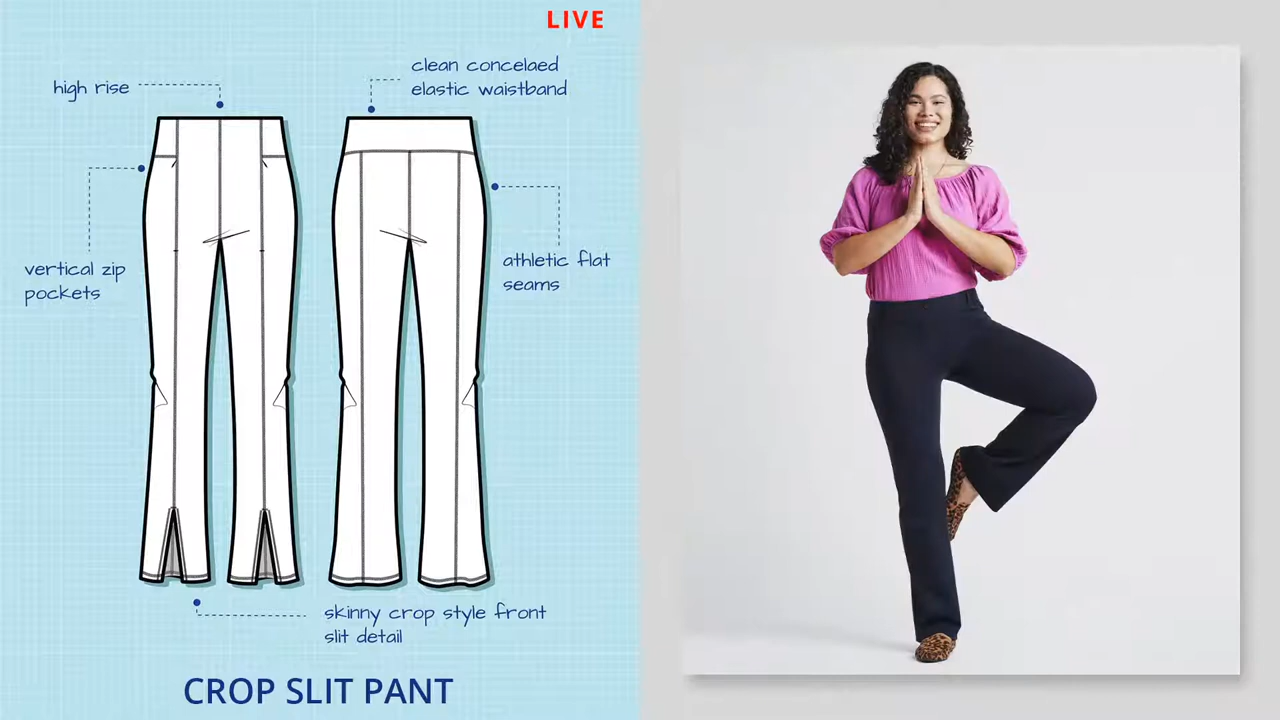 LIVE
high rise
clean concelaed
elastic waistband
vertical zip
pockets
athletic flat
seams
skinny crop style front
slit detail
CROP SLIT PANT